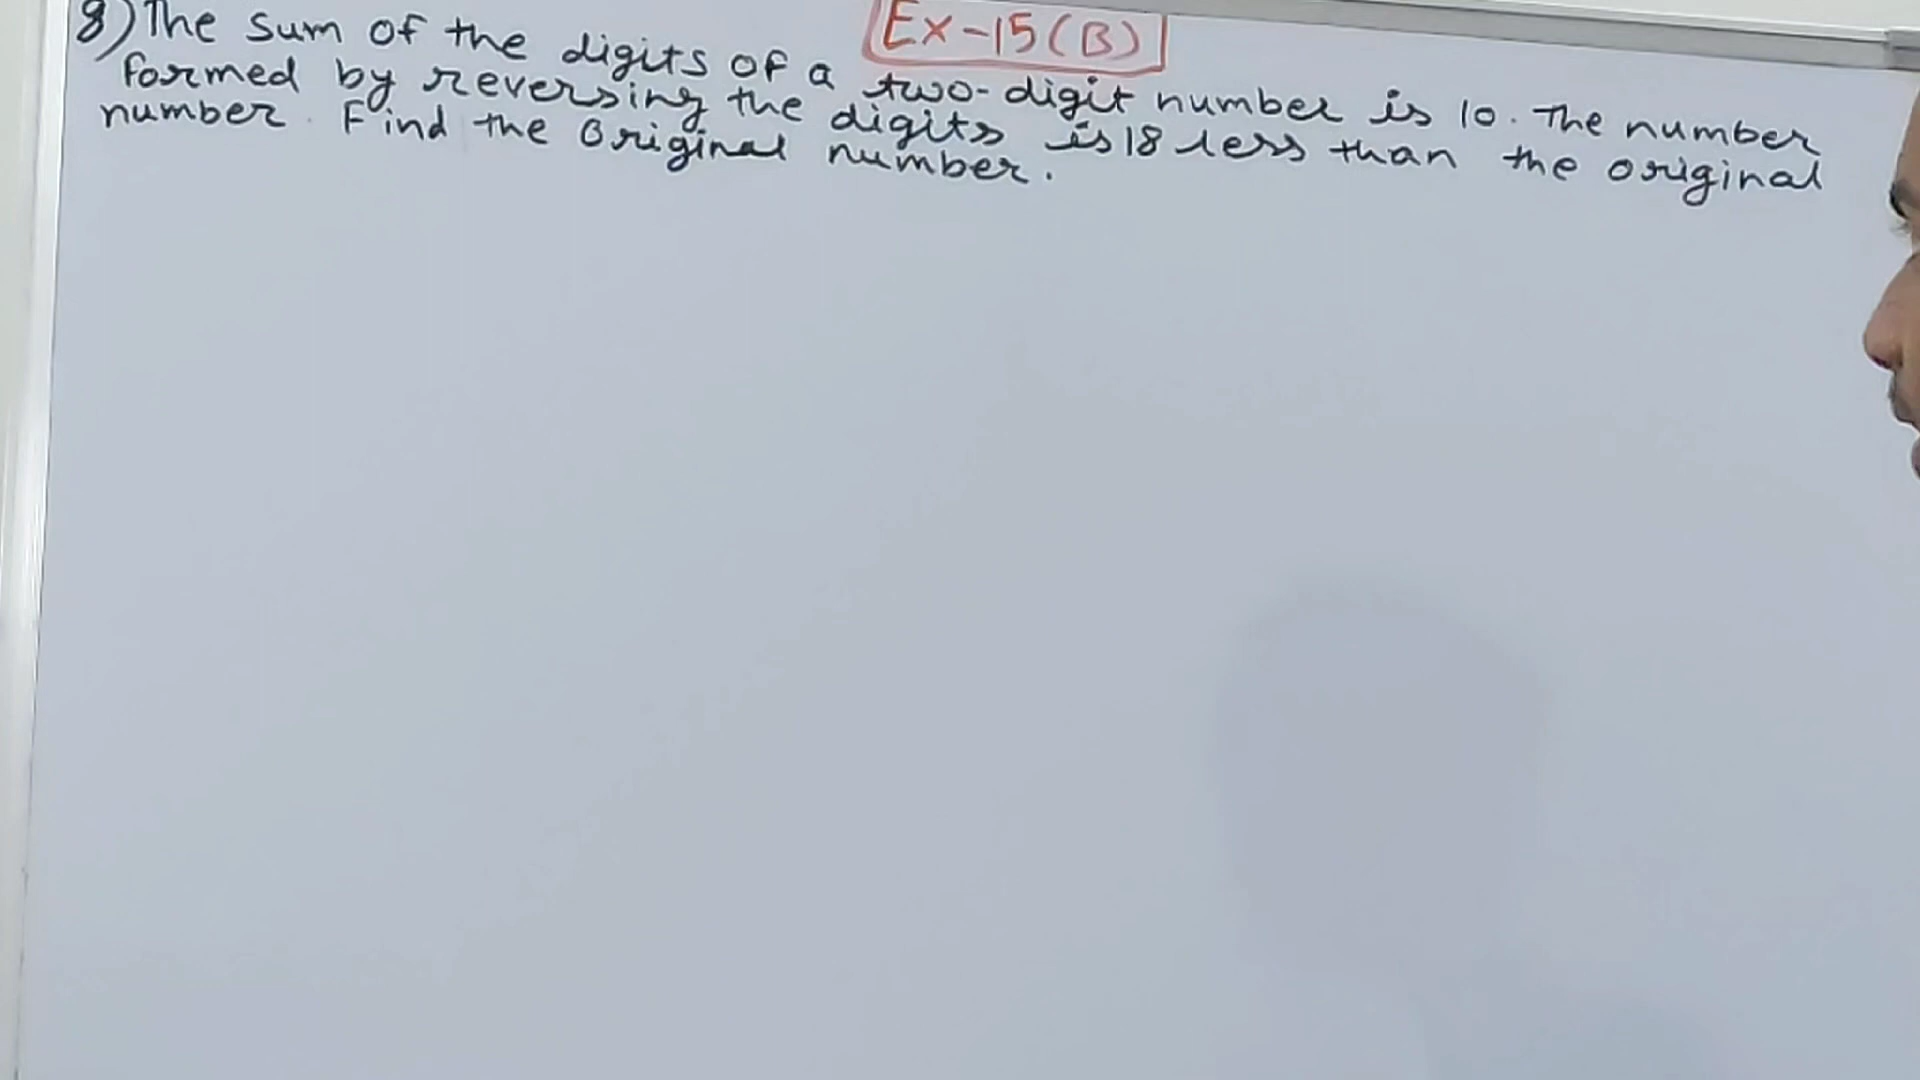 Ex-15(B)
8) The sum of the digits of a two-digit number is 10. The number
formed by reversing the digits is 18 less than the original
number. Find the Original number.